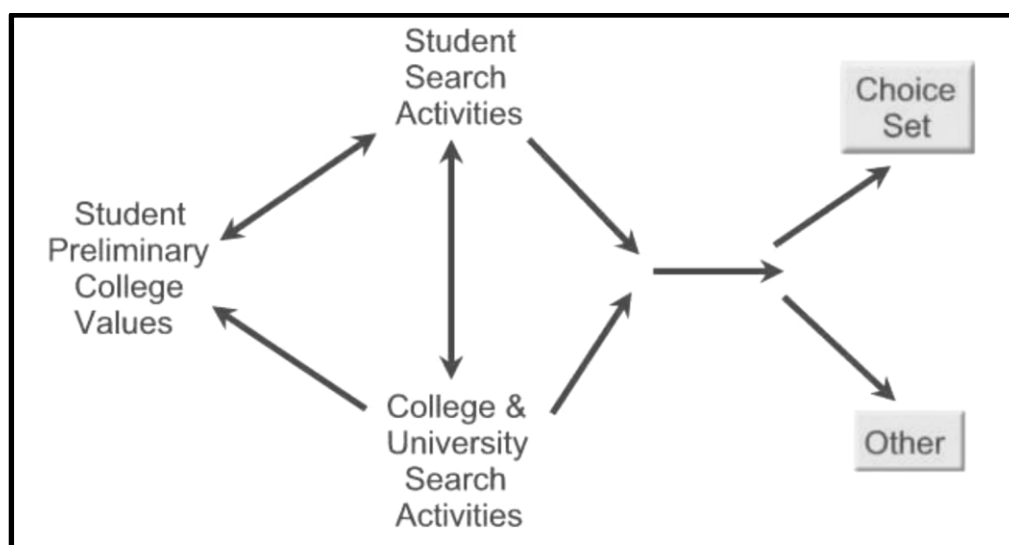 Student
Search
Activities
Choice
Set
Student
Preliminary
College
Values
College &
University
Search
Activities
Other